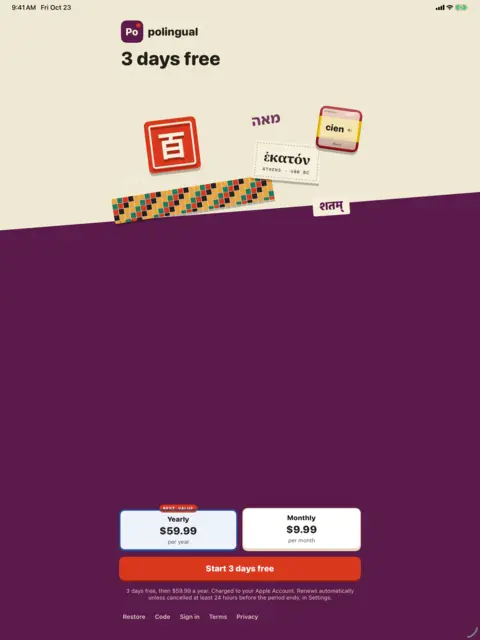 9:41 AM Fri Oct 23
Po polingual
3 days free
מאה
百
cien
ἑκατόν
ATHENS · 400 BC
शतम्
BEST VALUE
Yearly
$59.99
per year
Monthly
$9.99
per month
Start 3 days free
3 days free, then $59.99 a year. Charged to your Apple Account. Renews automatically
unless cancelled at least 24 hours before the period ends, in Settings.
Restore Code Sign in Terms Privacy